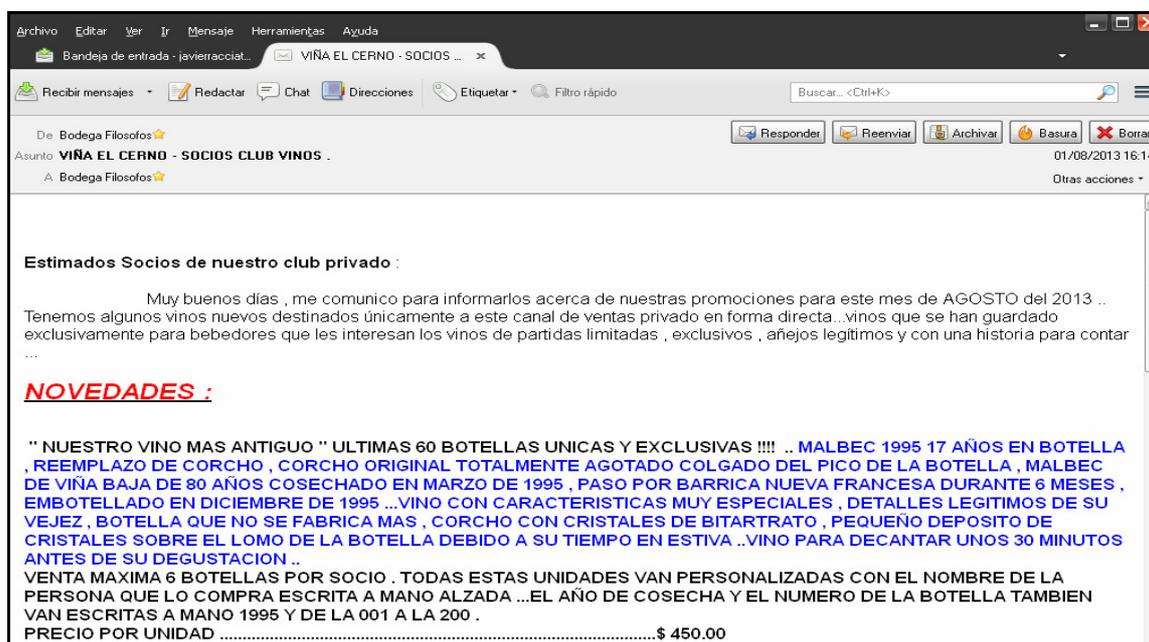 Archivo Editar Ver Ir Mensaje Herramientas Ayuda
Bandeja de entrada - javierracciat... VIÑA EL CERNO - SOCIOS ... ×
Recibir mensajes Redactar Chat Direcciones Etiquetar Filtro rápido Buscar... <Ctrl+K>
De Bodega Filosofos Responder Reenviar Archivar Basura Borrar
Asunto VIÑA EL CERNO - SOCIOS CLUB VINOS . 01/08/2013 16:1
A Bodega Filosofos Otras acciones
Estimados Socios de nuestro club privado :
Muy buenos días , me comunico para informarlos acerca de nuestras promociones para este mes de AGOSTO del 2013 ..
Tenemos algunos vinos nuevos destinados únicamente a este canal de ventas privado en forma directa...vinos que se han guardado
exclusivamente para bebedores que les interesan los vinos de partidas limitadas , exclusivos , añejos legítimos y con una historia para contar
...
NOVEDADES :
" NUESTRO VINO MAS ANTIGUO " ULTIMAS 60 BOTELLAS UNICAS Y EXCLUSIVAS !!!! .. MALBEC 1995 17 AÑOS EN BOTELLA
, REEMPLAZO DE CORCHO , CORCHO ORIGINAL TOTALMENTE AGOTADO COLGADO DEL PICO DE LA BOTELLA , MALBEC
DE VIÑA BAJA DE 80 AÑOS COSECHADO EN MARZO DE 1995 , PASO POR BARRICA NUEVA FRANCESA DURANTE 6 MESES ,
EMBOTELLADO EN DICIEMBRE DE 1995 ...VINO CON CARACTERISTICAS MUY ESPECIALES , DETALLES LEGITIMOS DE SU
VEJEZ , BOTELLA QUE NO SE FABRICA MAS , CORCHO CON CRISTALES DE BITARTRATO , PEQUEÑO DEPOSITO DE
CRISTALES SOBRE EL LOMO DE LA BOTELLA DEBIDO A SU TIEMPO EN ESTIVA ..VINO PARA DECANTAR UNOS 30 MINUTOS
ANTES DE SU DEGUSTACION ..
VENTA MAXIMA 6 BOTELLAS POR SOCIO . TODAS ESTAS UNIDADES VAN PERSONALIZADAS CON EL NOMBRE DE LA
PERSONA QUE LO COMPRA ESCRITA A MANO ALZADA ...EL AÑO DE COSECHA Y EL NUMERO DE LA BOTELLA TAMBIEN
VAN ESCRITAS A MANO 1995 Y DE LA 001 A LA 200 .
PRECIO POR UNIDAD ..................................................................................$ 450.00